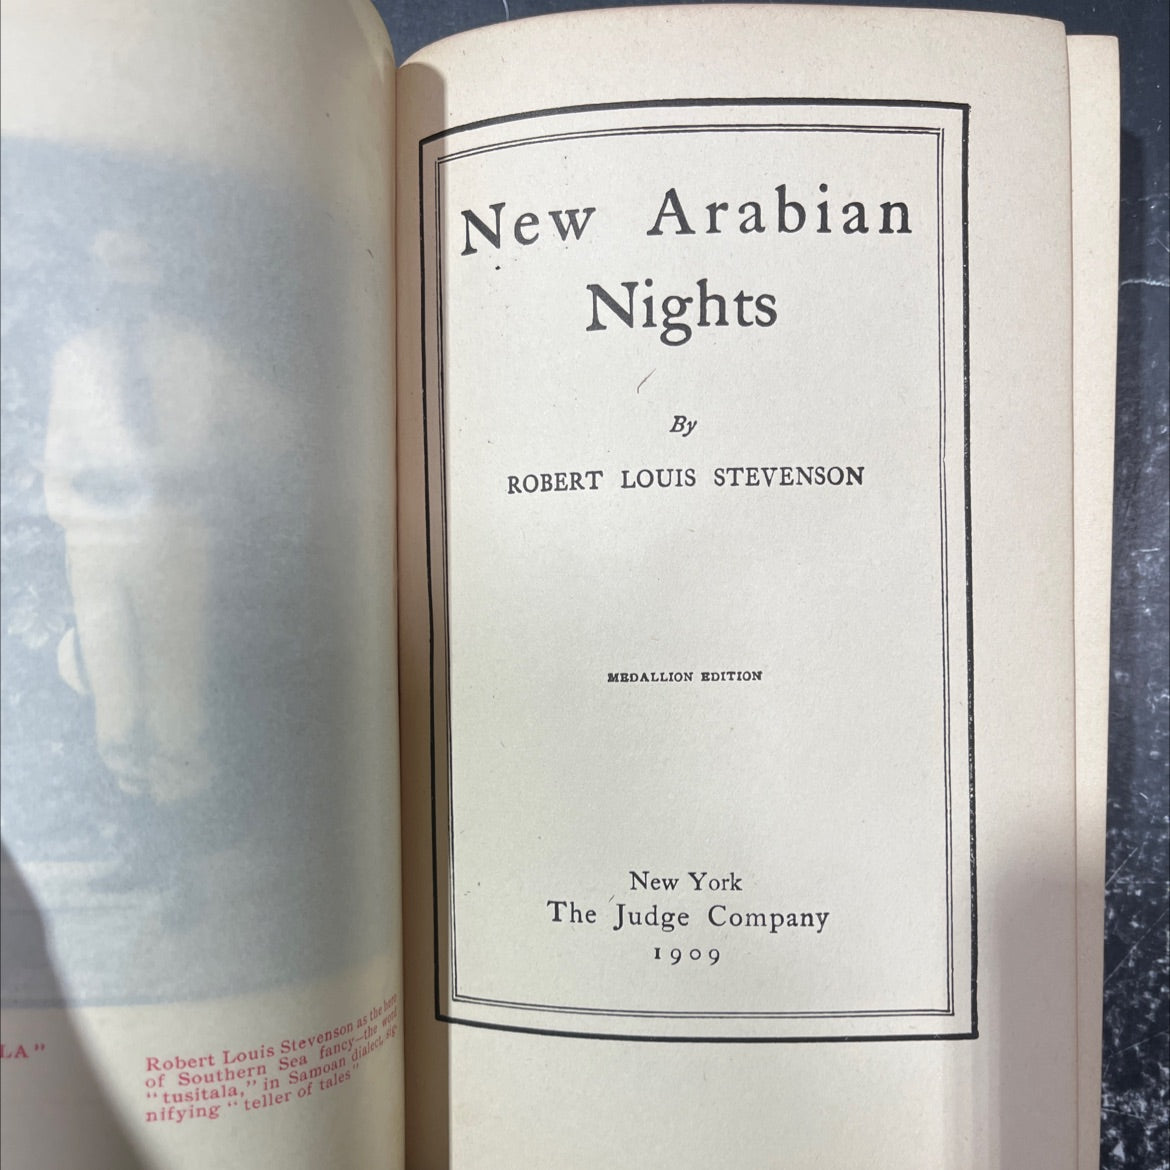 LA"
Robert Louis Stevenson as the hero
of Southern Sea fancy—the word
"tusitala," in Samoan dialect, sig-
nifying "teller of tales"
New Arabian
Nights
By
ROBERT LOUIS STEVENSON
MEDALLION EDITION
New York
The Judge Company
1909